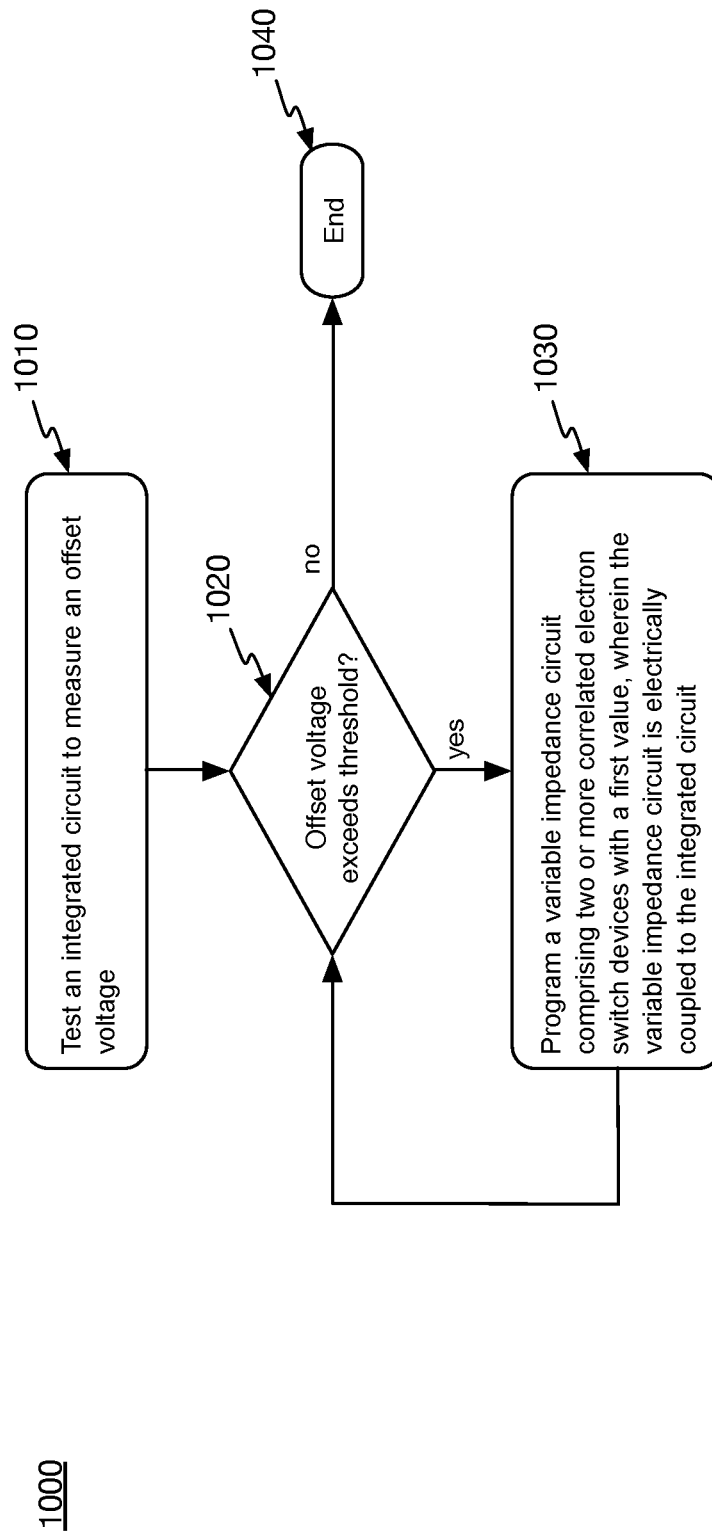 1000
1010
Test an integrated circuit to measure an offset
voltage
1020
Offset voltage
exceeds threshold?
no
1040
End
yes
1030
Program a variable impedance circuit
comprising two or more correlated electron
switch devices with a first value, wherein the
variable impedance circuit is electrically
coupled to the integrated circuit